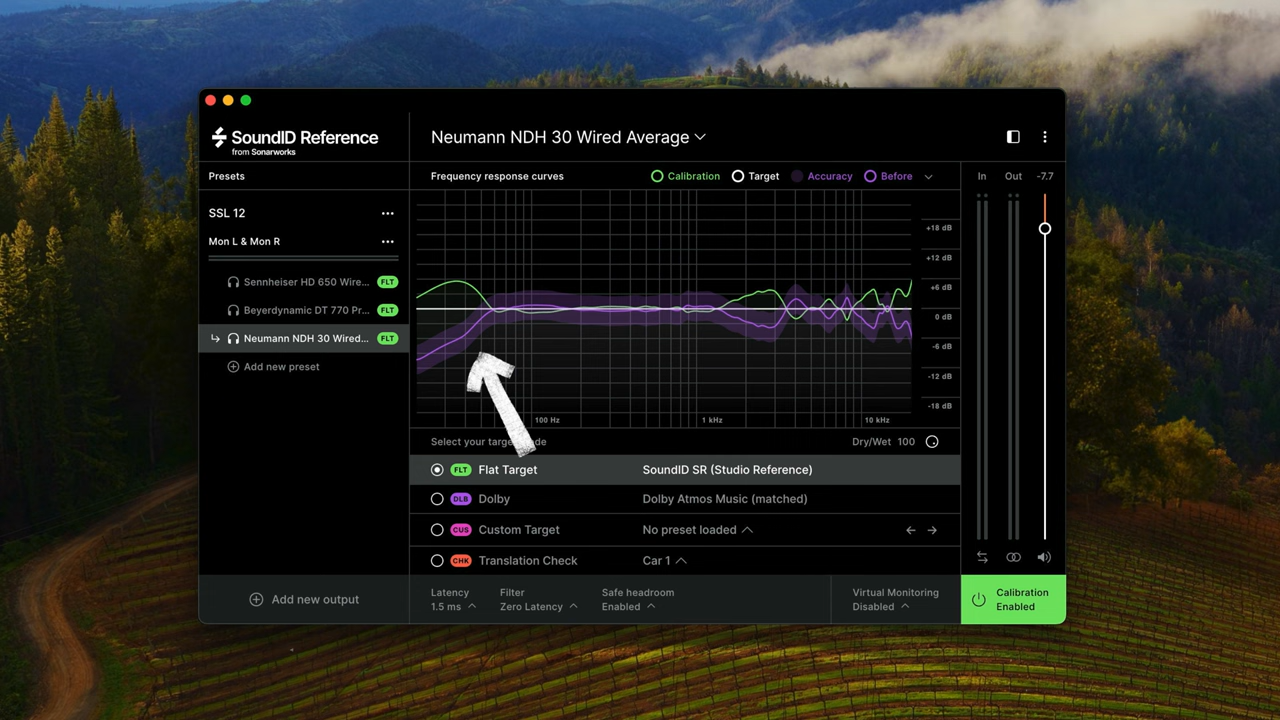 SoundID Reference
from Sonarworks
Neumann NDH 30 Wired Average
Presets
Frequency response curves
Calibration
Target
Accuracy
Before
In
Out
-7.7
SSL 12
Mon L & Mon R
Sennheiser HD 650 Wire... FLT
Beyerdynamic DT 770 Pr... FLT
Neumann NDH 30 Wired... FLT
Add new preset
+18 dB
+12 dB
+6 dB
0 dB
-6 dB
-12 dB
-18 dB
100 Hz
1 kHz
10 kHz
Select your target
Dry/Wet 100
FLT Flat Target SoundID SR (Studio Reference)
DLB Dolby Dolby Atmos Music (matched)
CUS Custom Target No preset loaded
CHK Translation Check Car 1
Add new output
Latency
1.5 ms
Filter
Zero Latency
Safe headroom
Enabled
Virtual Monitoring
Disabled
Calibration
Enabled